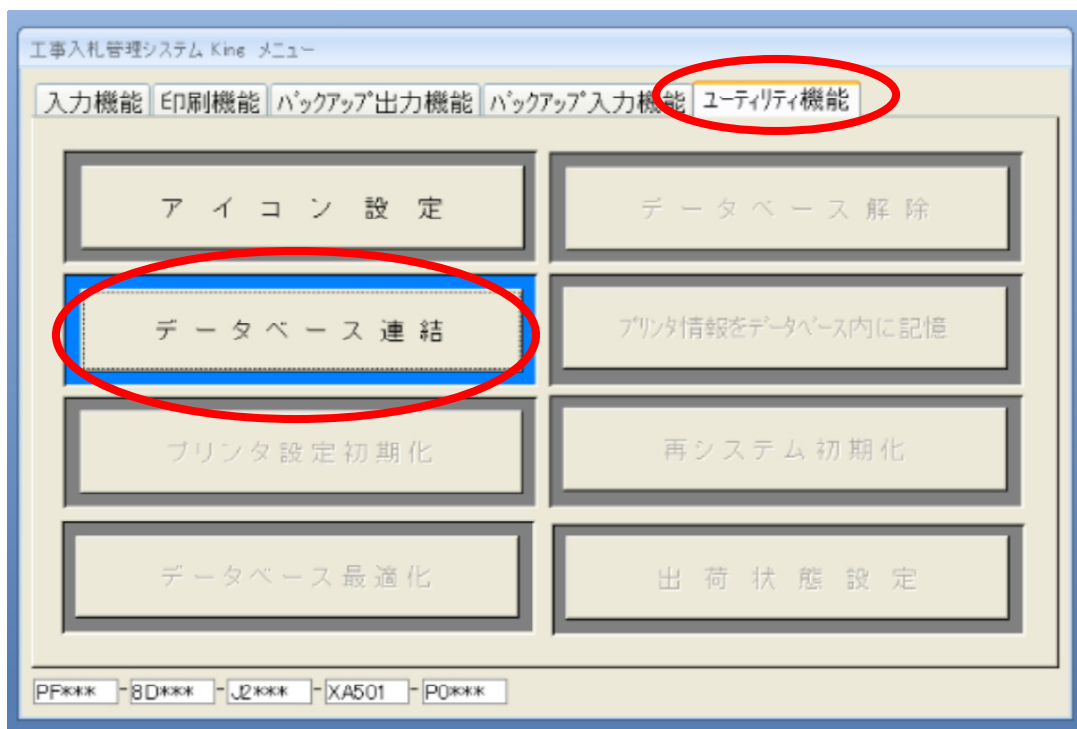 工事入札管理システム King メニュー
入力機能 印刷機能 バックアップ出力機能 バックアップ入力機能 ユーティリティ機能
アイコン設定 データベース解除
データベース連結 プリンタ情報をデータベース内に記憶
プリンタ設定初期化 再システム初期化
データベース最適化 出荷状態設定
PF*** - 8D*** - J2*** - XA501 - P0***